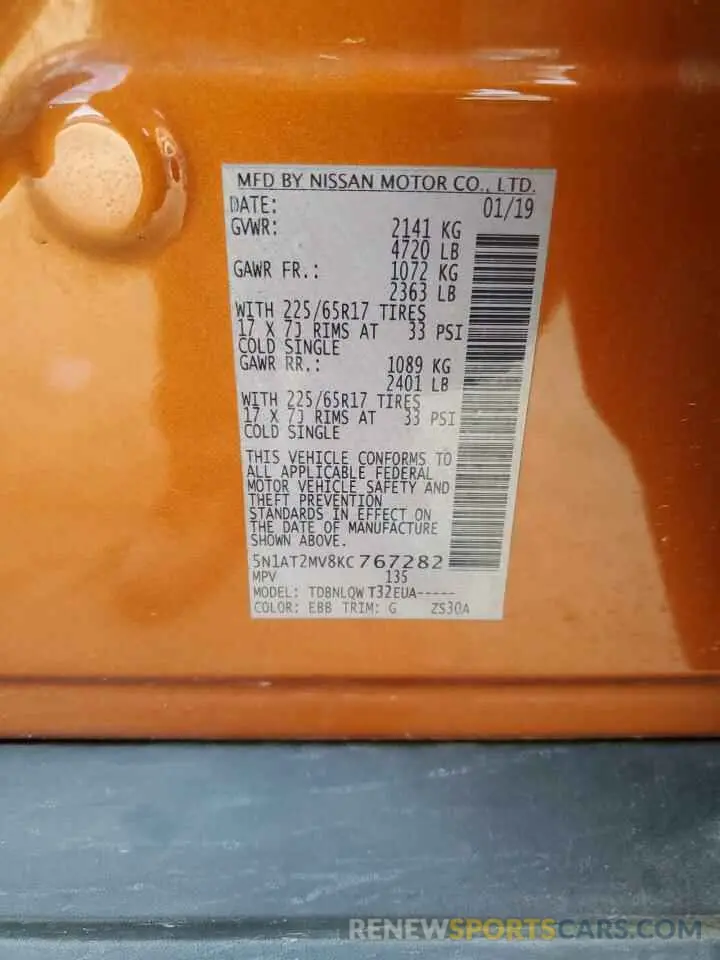 MFD BY NISSAN MOTOR CO., LTD.
DATE: 01/19
GVWR: 2141 KG
4720 LB
GAWR FR.: 1072 KG
2363 LB
WITH 225/65R17 TIRES
17 X 7J RIMS AT 33 PSI
COLD SINGLE
GAWR RR.: 1089 KG
2401 LB
WITH 225/65R17 TIRES
17 X 7J RIMS AT 33 PSI
COLD SINGLE
THIS VEHICLE CONFORMS TO
ALL APPLICABLE FEDERAL
MOTOR VEHICLE SAFETY AND
THEFT PREVENTION
STANDARDS IN EFFECT ON
THE DATE OF MANUFACTURE
SHOWN ABOVE.
5N1AT2MV8KC767282
MPV 135
MODEL: TDBNLQW T32EUA-----
COLOR: EBB TRIM: G ZS30A
RENEWSPORTSCARS.COM